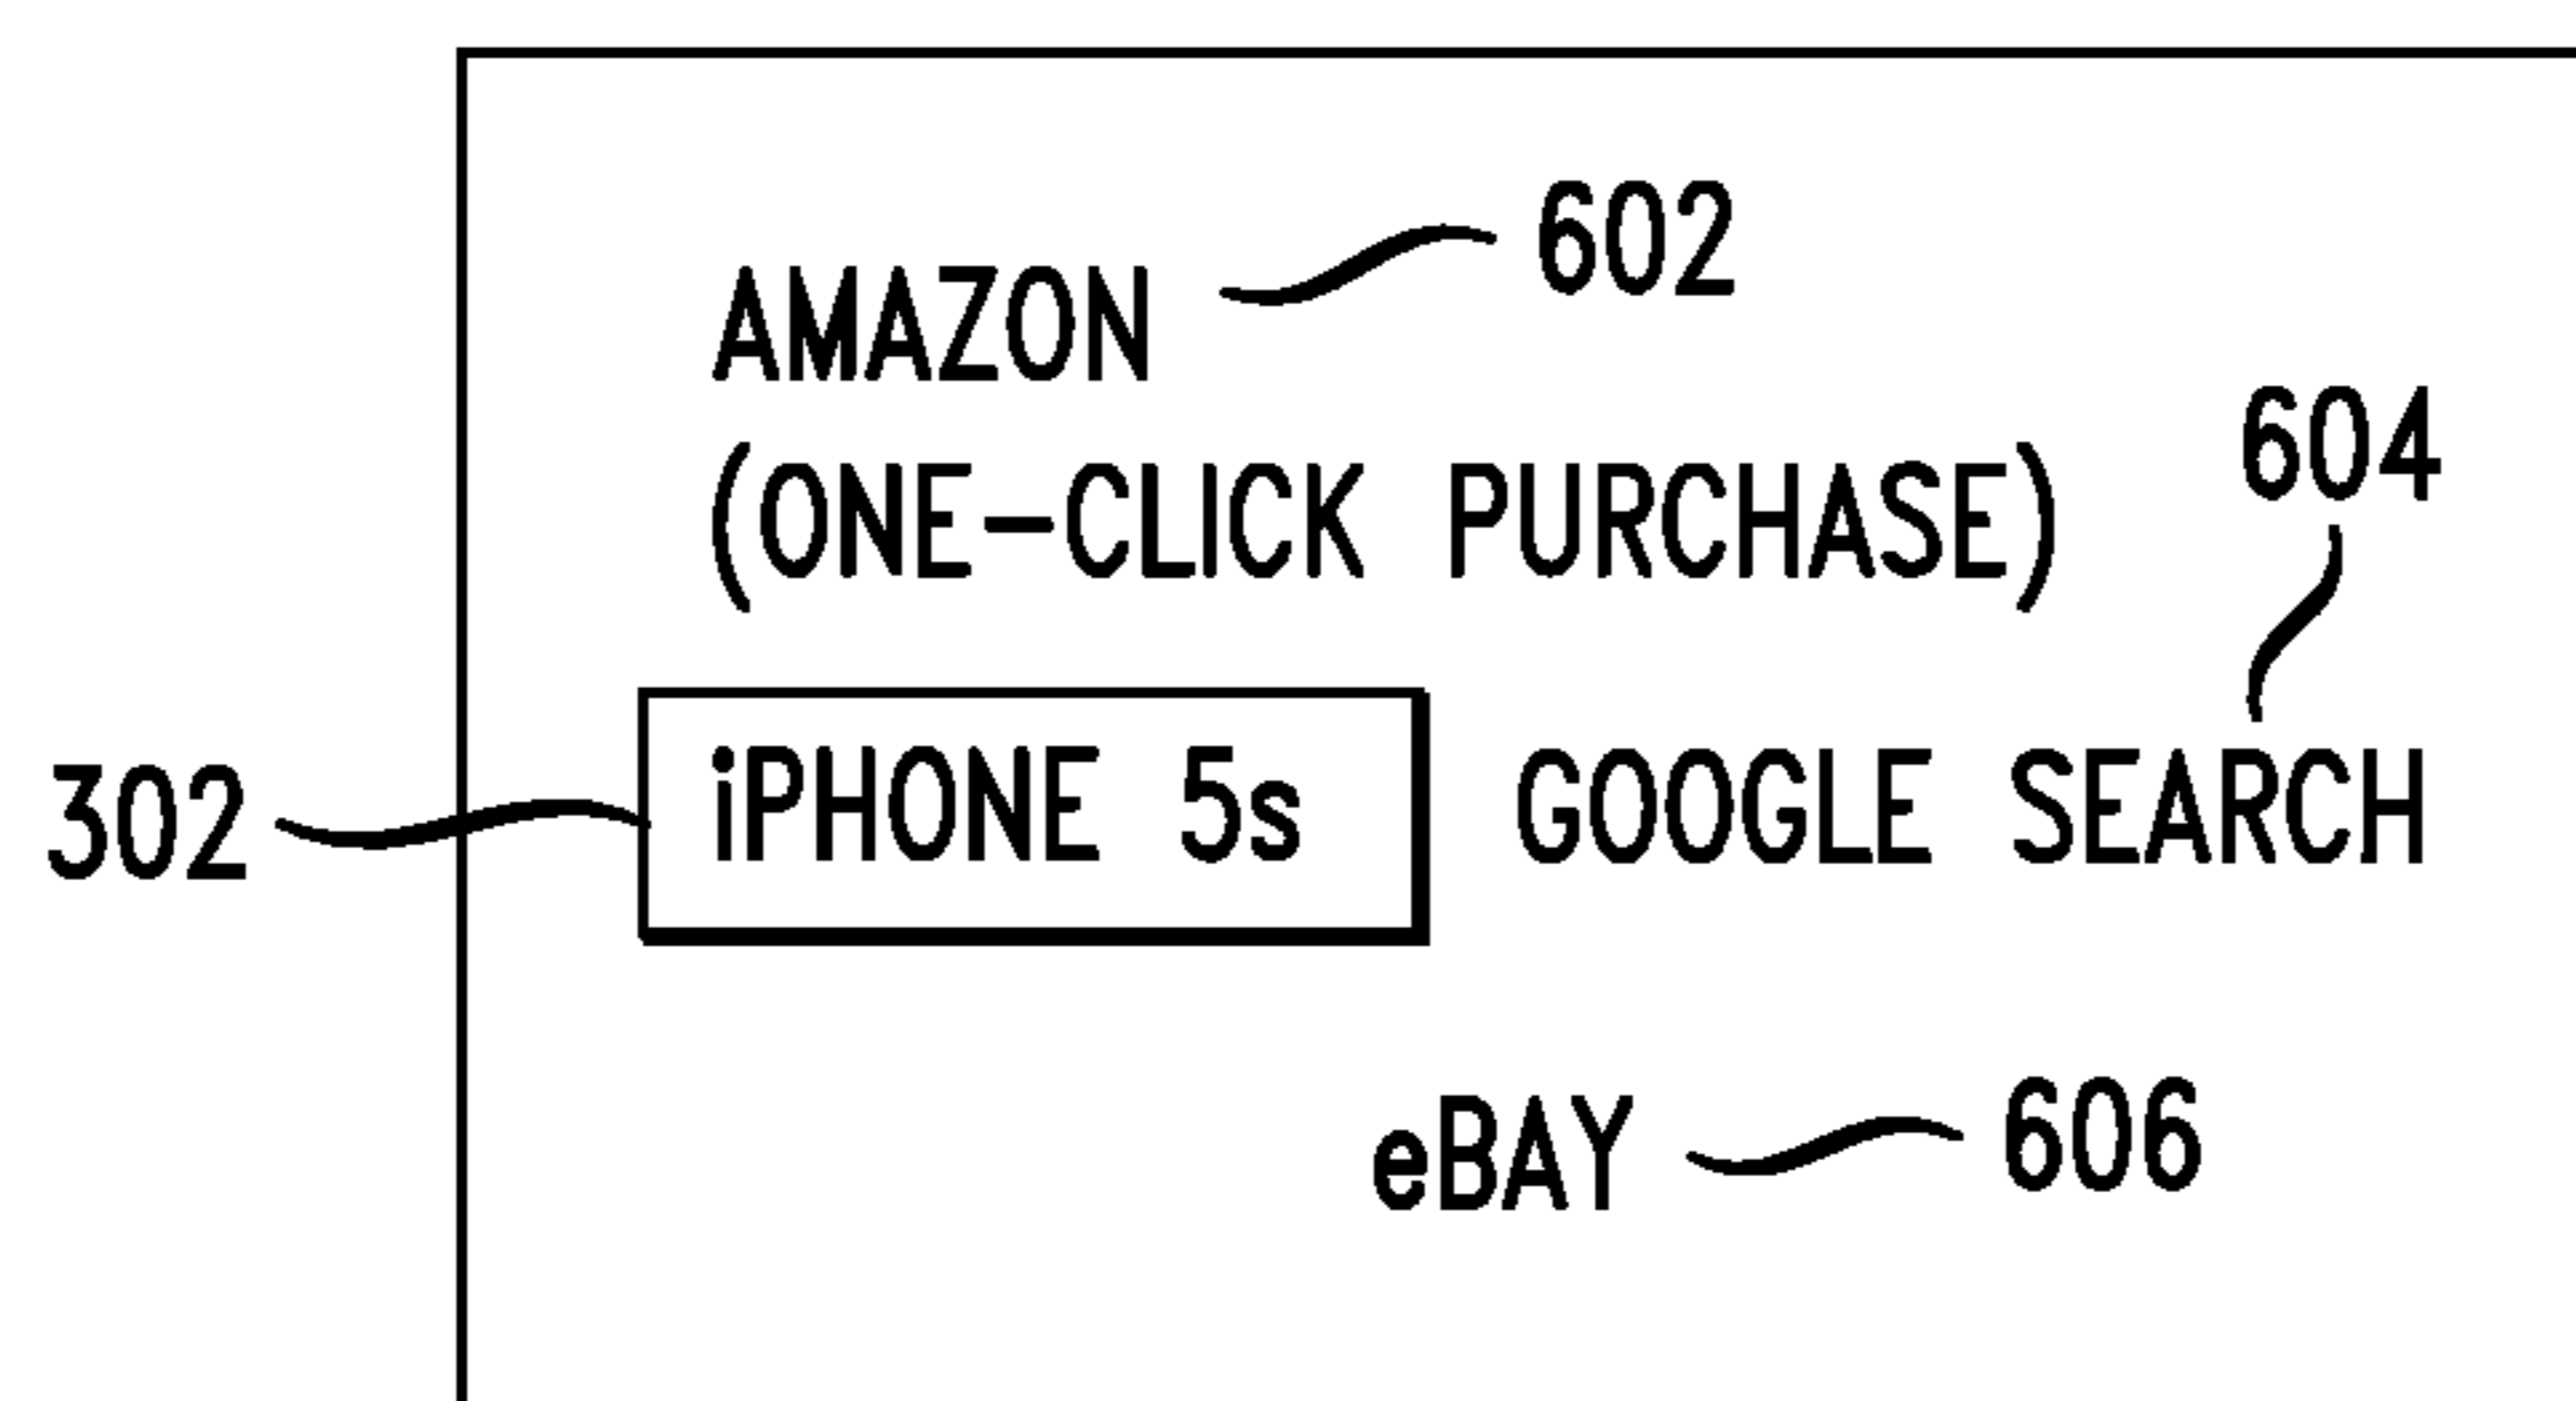 602
AMAZON
(ONE-CLICK PURCHASE)
604
302
iPHONE 5s GOOGLE SEARCH
eBAY 606